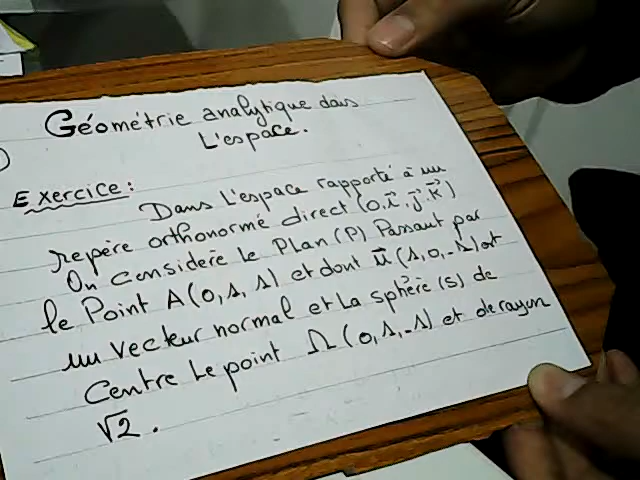 Géométrie analytique dans
L'espace.
Exercice:
Dans L'espace rapporté à un
repère orthonormé direct (o,i⃗,j⃗,k⃗)
On considère le Plan (P) Passant par
le Point A(0,1,1) et dont u⃗(1,0,-1) est
un vecteur normal et La sphère (S) de
Centre Le point Ω(0,1,-1) et de rayon
√2.